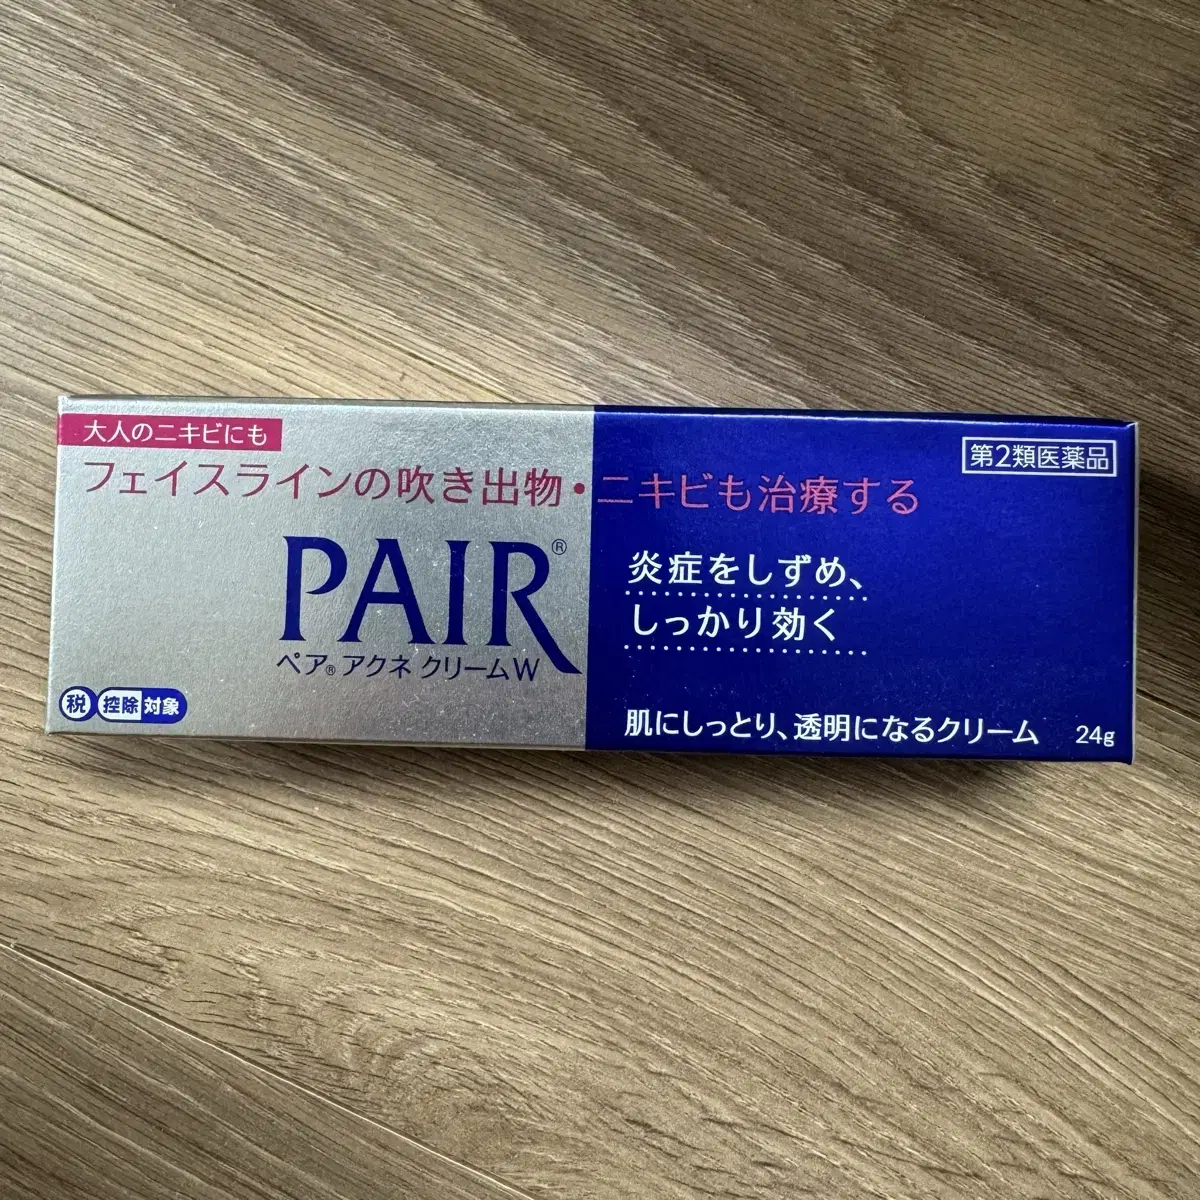 大人のニキビにも
フェイスラインの吹き出物・ニキビも治療する
第2類医薬品
PAIR®
ペア®アクネ クリームW
炎症をしずめ、
しっかり効く
税 控除対象
肌にしっとり、透明になるクリーム 24g